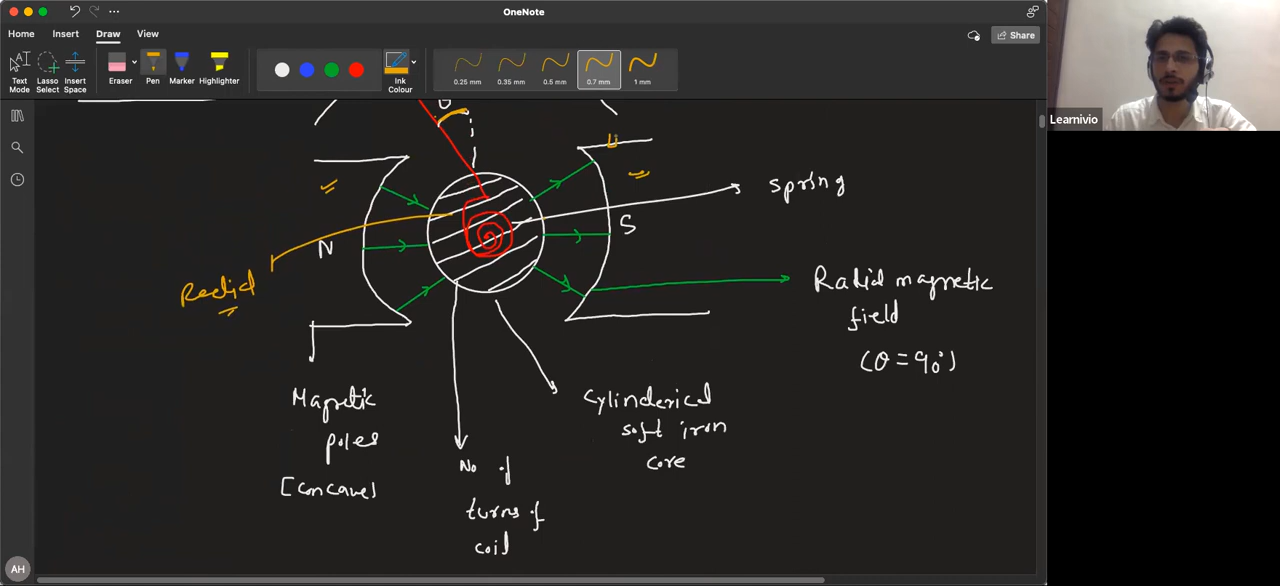 OneNote
Home Insert Draw View
Share
Text Mode
Lasso Select
Insert Space
Eraser
Pen
Marker
Highlighter
Ink Colour
0.25 mm
0.35 mm
0.5 mm
0.7 mm
1 mm
Learnivio
θ
Spring
N
S
Radial
Radial magnetic
field
(θ = 90°)
Magnetic
poles
[concave]
Cylinderical
soft iron
core
No of
turns of
coil
AH